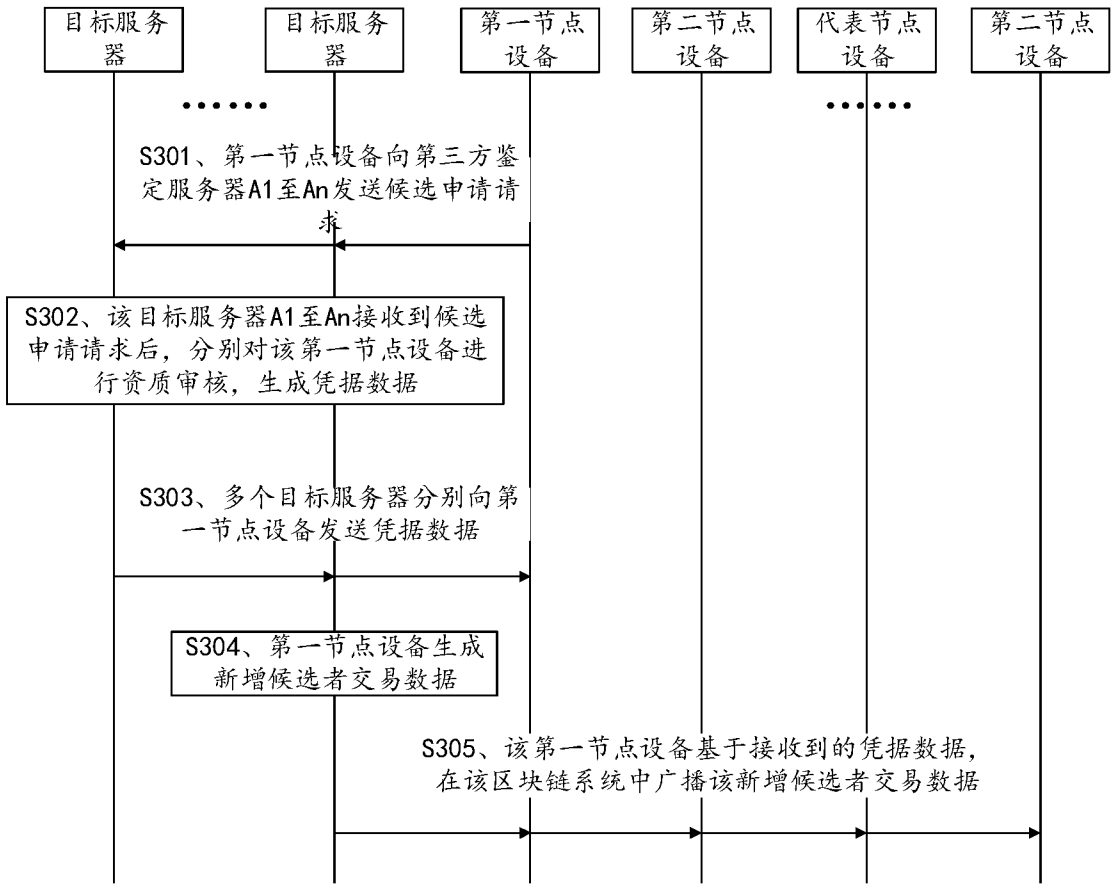 目标服务
器
目标服务
器
第一节点
设备
第二节点
设备
代表节点
设备
第二节点
设备
......
......
S301、第一节点设备向第三方鉴
定服务器A1至An发送候选申请请
求
S302、该目标服务器A1至An接收到候选
申请请求后，分别对该第一节点设备进
行资质审核，生成凭据数据
S303、多个目标服务器分别向第
一节点设备发送凭据数据
S304、第一节点设备生成
新增候选者交易数据
S305、该第一节点设备基于接收到的凭据数据，
在该区块链系统中广播该新增候选者交易数据